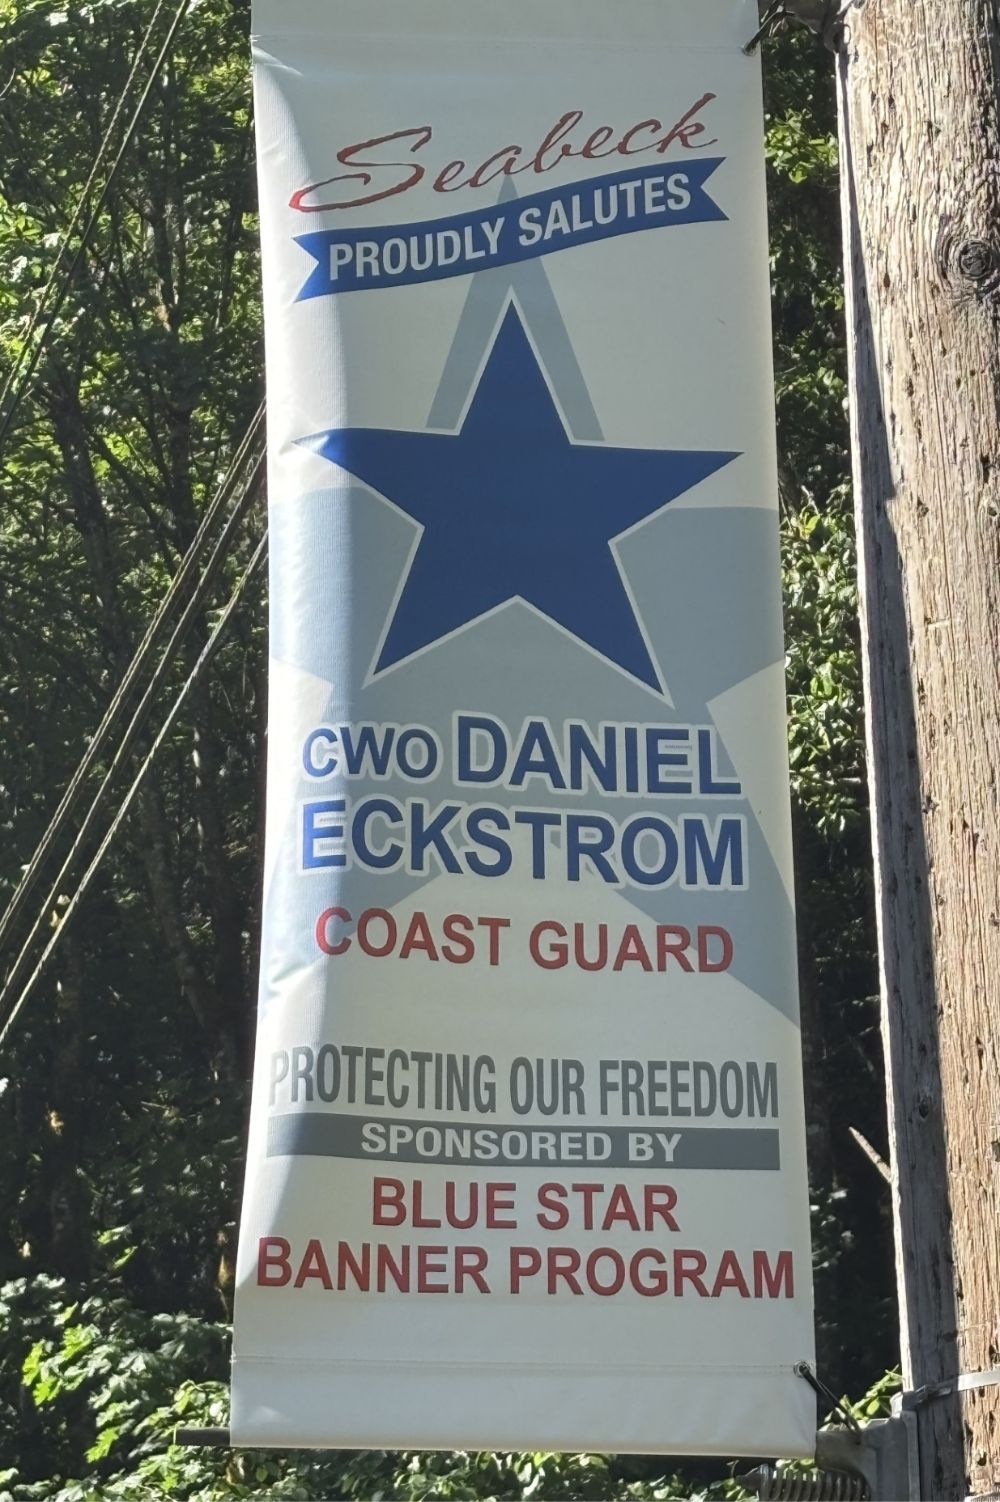 Seabeck
PROUDLY SALUTES
CWO DANIEL
ECKSTROM
COAST GUARD
PROTECTING OUR FREEDOM
SPONSORED BY
BLUE STAR
BANNER PROGRAM